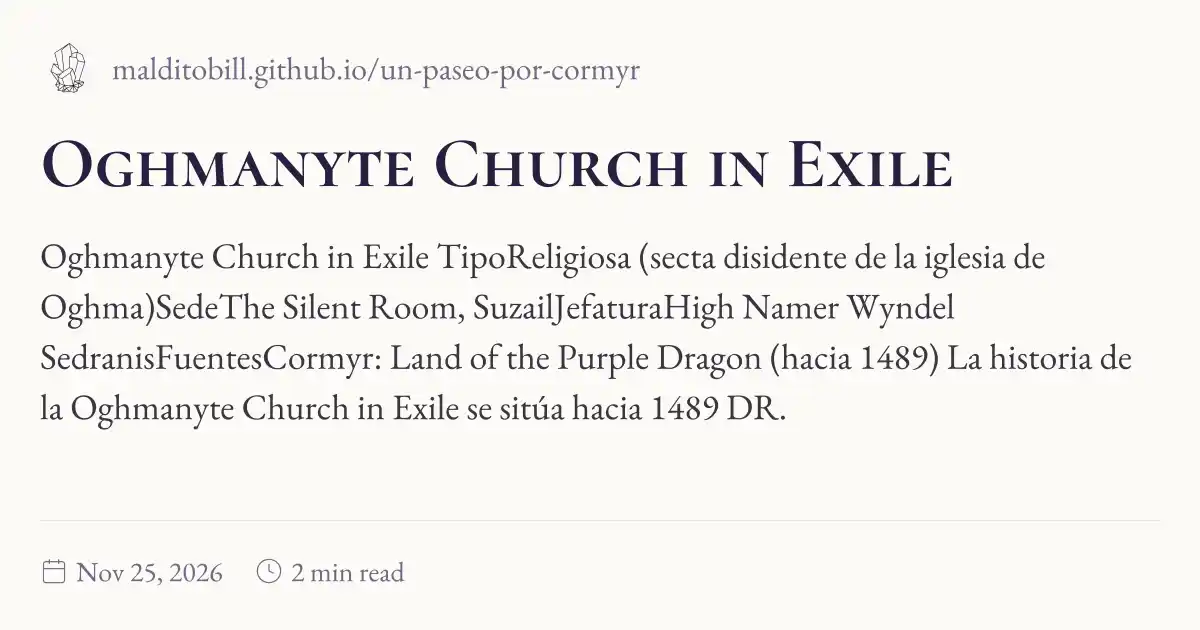 malditobill.github.io/un-paseo-por-cormyr
Oghmanyte Church in Exile
Oghmanyte Church in Exile TipoReligiosa (secta disidente de la iglesia de
Oghma)SedeThe Silent Room, SuzailJefaturaHigh Namer Wyndel
SedranisFuentesCormyr: Land of the Purple Dragon (hacia 1489) La historia de
la Oghmanyte Church in Exile se sitúa hacia 1489 DR.
Nov 25, 2026 2 min read